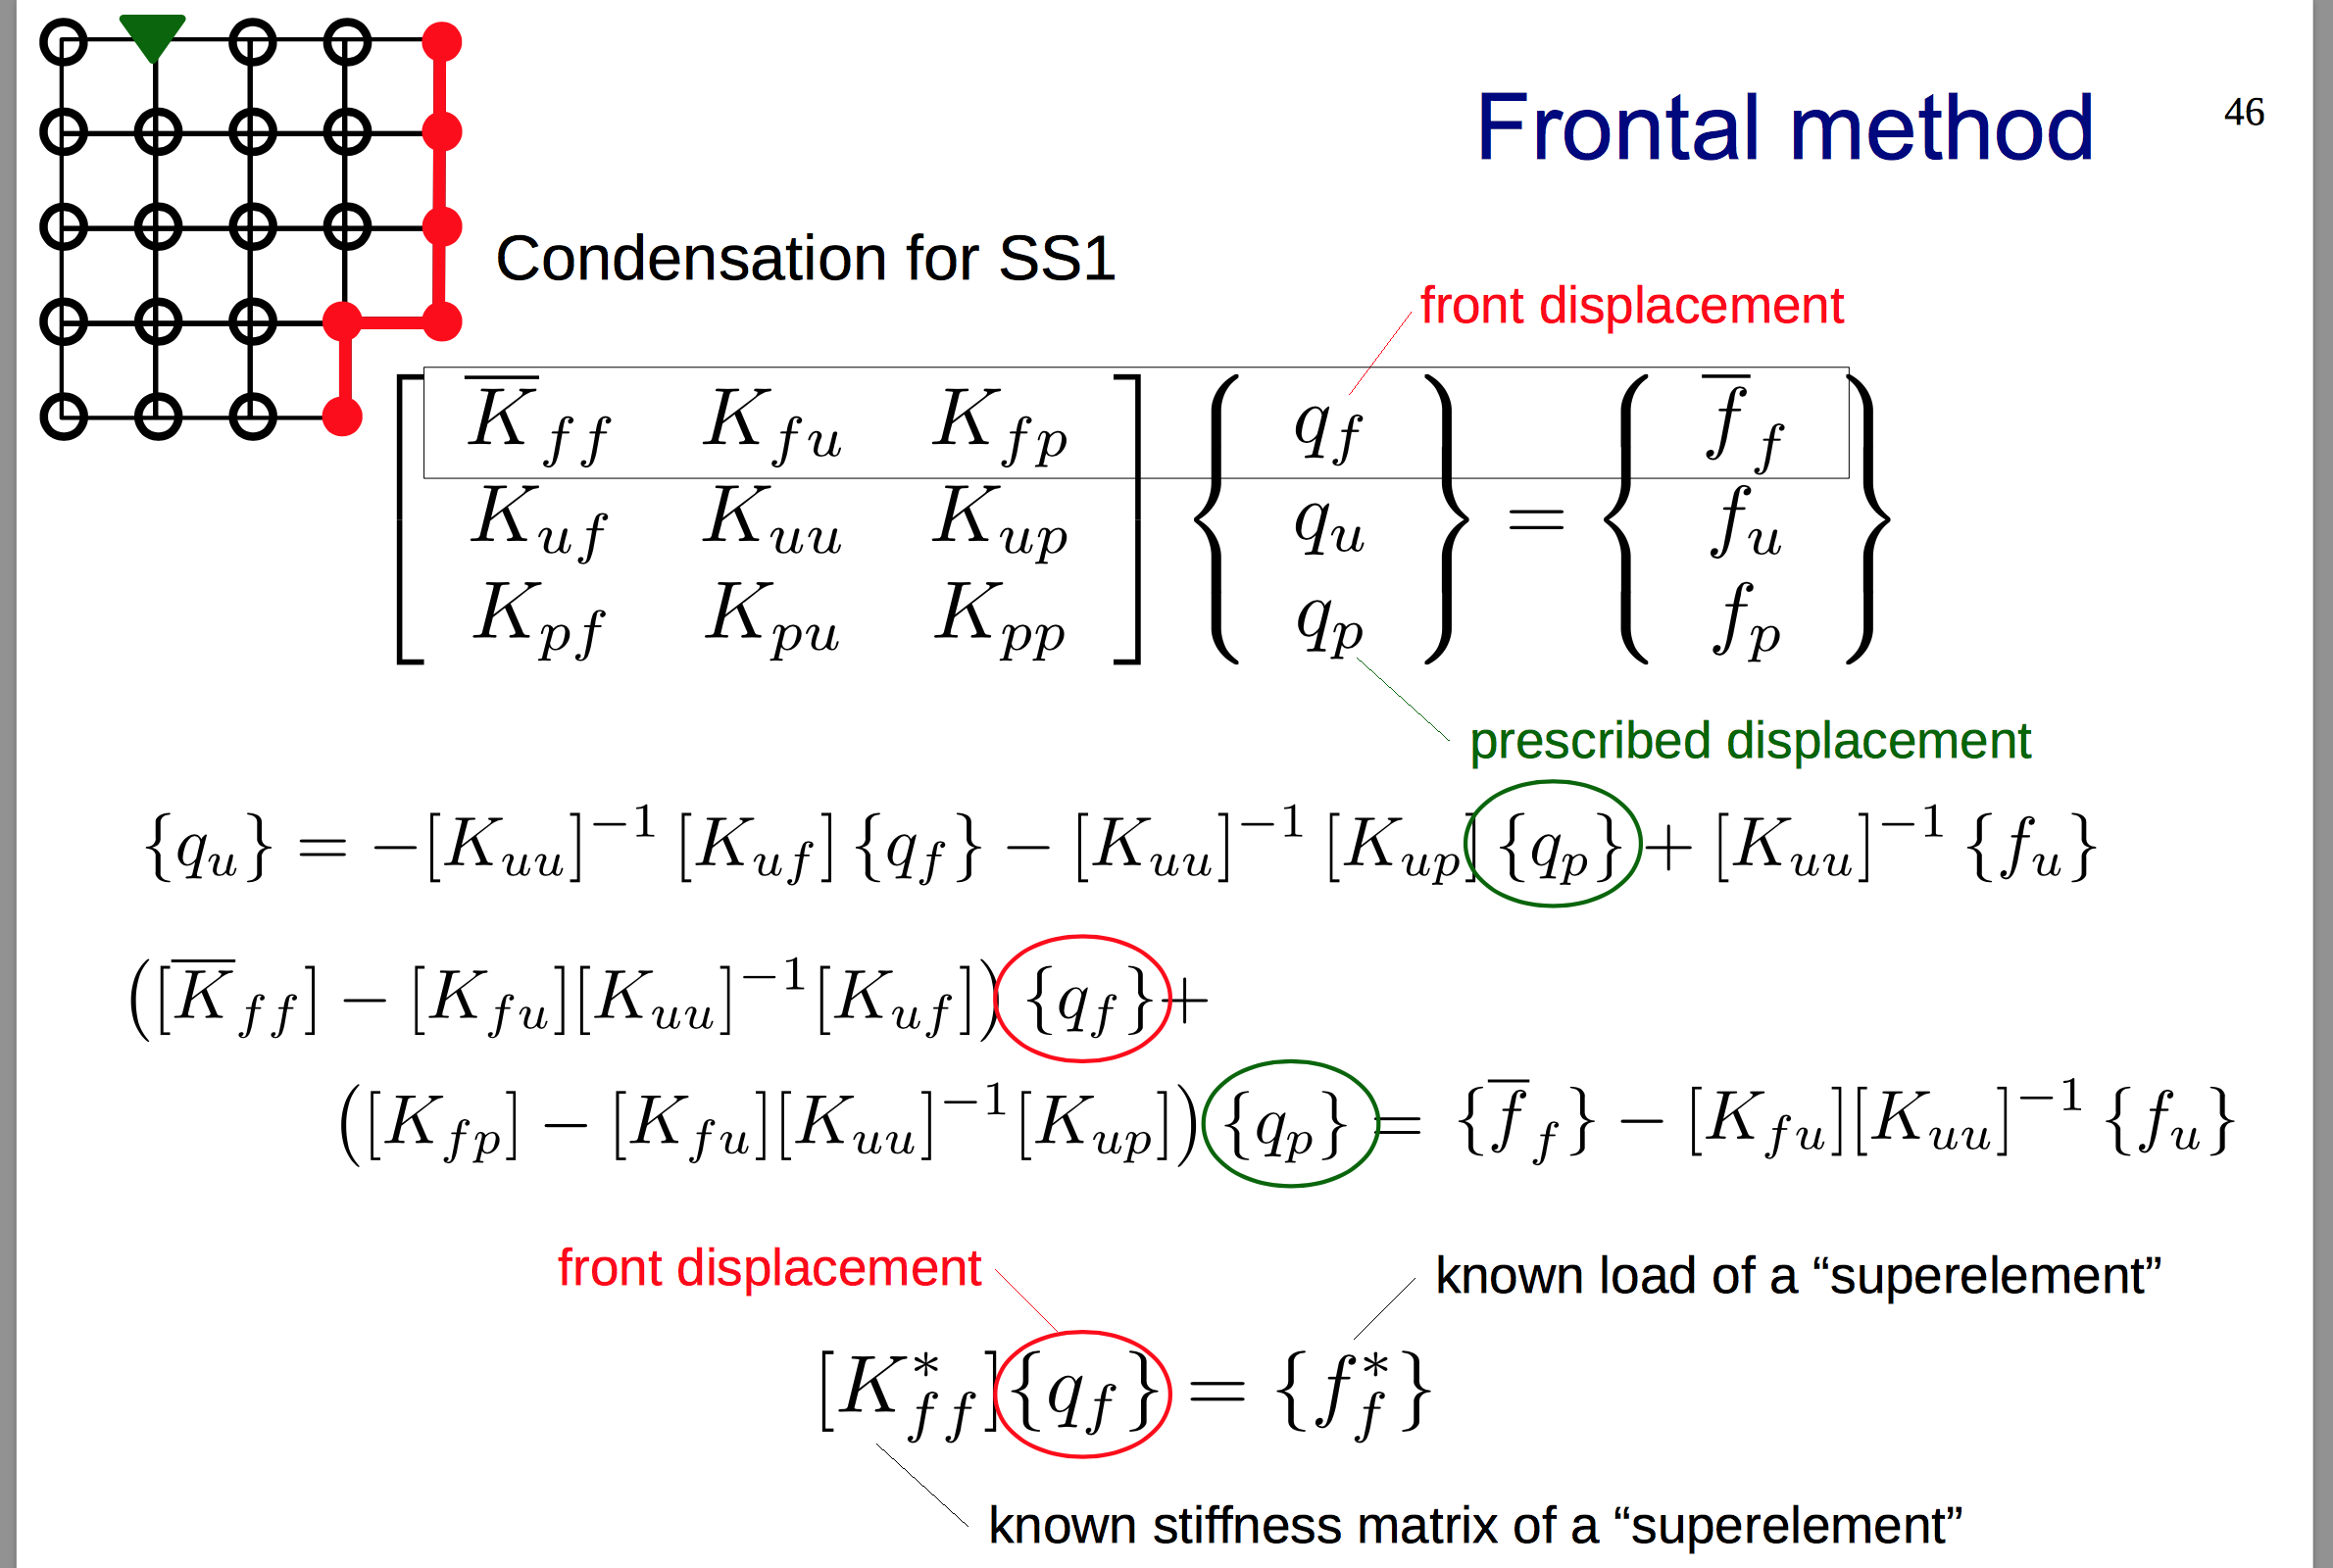 Frontal method
46
Condensation for SS1
front displacement
\begin{bmatrix} \overline{K}_{ff} & K_{fu} & K_{fp} \\ K_{uf} & K_{uu} & K_{up} \\ K_{pf} & K_{pu} & K_{pp} \end{bmatrix} \begin{Bmatrix} q_f \\ q_u \\ q_p \end{Bmatrix} = \begin{Bmatrix} \overline{f}_f \\ f_u \\ f_p \end{Bmatrix}
prescribed displacement
\{q_u\} = -[K_{uu}]^{-1} [K_{uf}] \{q_f\} - [K_{uu}]^{-1} [K_{up}] \{q_p\} + [K_{uu}]^{-1} \{f_u\}
([\overline{K}_{ff}] - [K_{fu}][K_{uu}]^{-1}[K_{uf}]) \{q_f\} +
([K_{fp}] - [K_{fu}][K_{uu}]^{-1}[K_{up}]) \{q_p\} = \{\overline{f}_f\} - [K_{fu}][K_{uu}]^{-1} \{f_u\}
front displacement
known load of a “superelement”
[K^*_{ff}]\{q_f\} = \{f^*_f\}
known stiffness matrix of a “superelement”